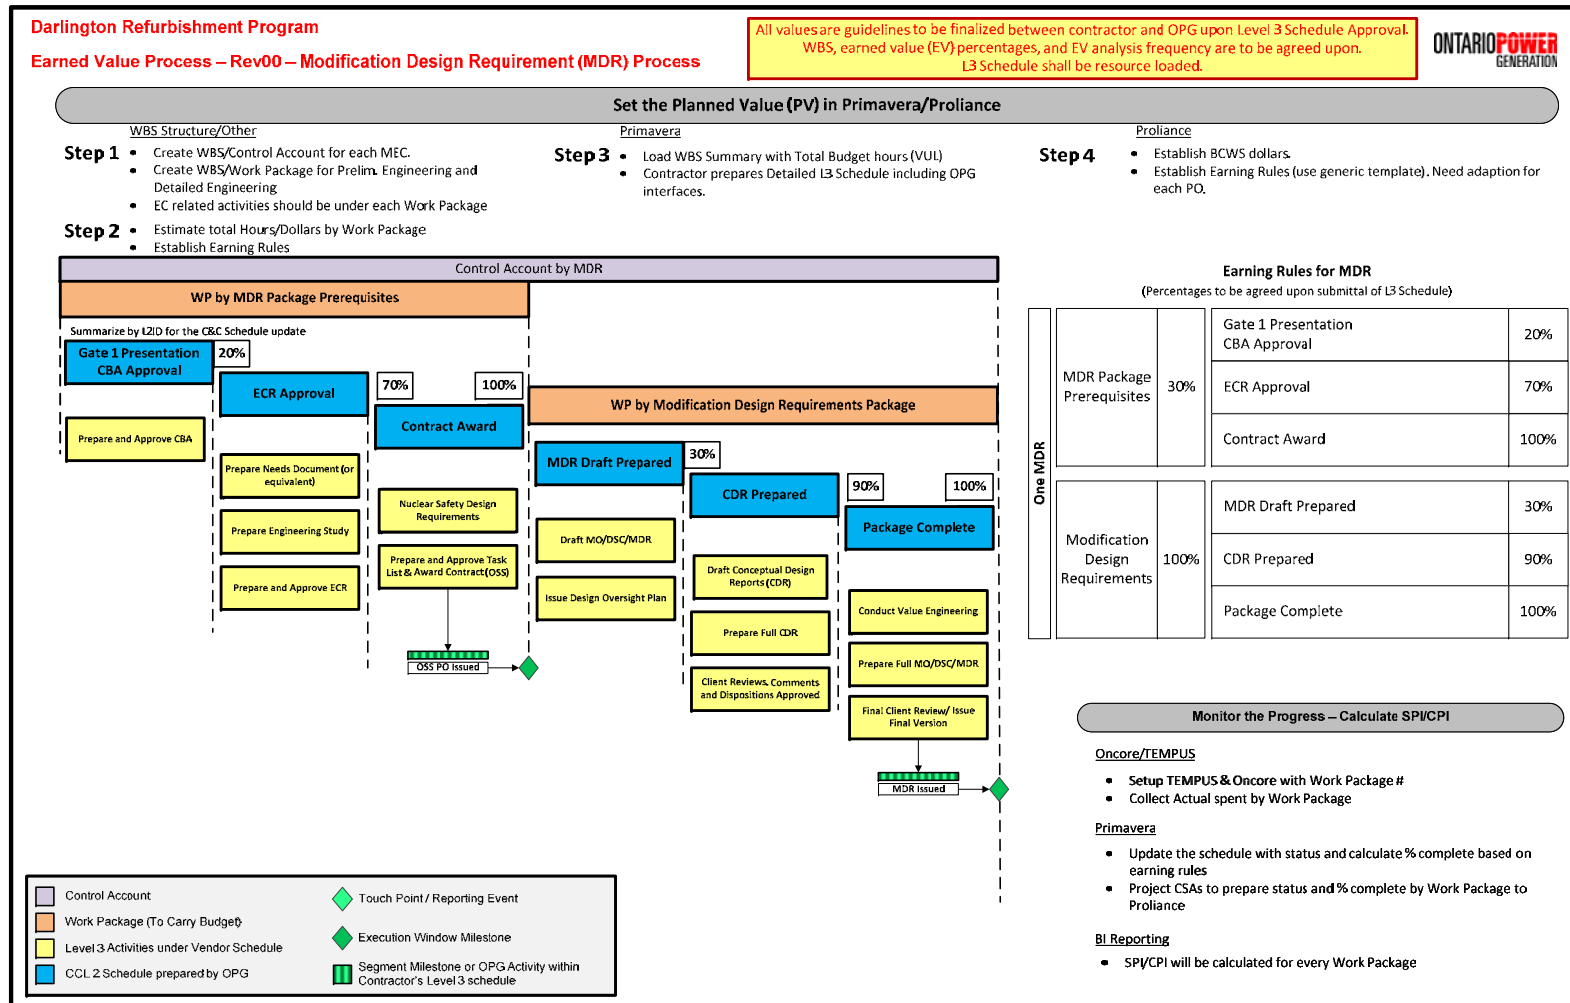 Darlington Refurbishment Program
Earned Value Process – Rev00 – Modification Design Requirement (MDR) Process
All values are guidelines to be finalized between contractor and OPG upon Level 3 Schedule Approval.
WBS, earned value (EV) percentages, and EV analysis frequency are to be agreed upon.
L3 Schedule shall be resource loaded.
ONTARIOPOWER
GENERATION
Set the Planned Value (PV) in Primavera/Proliance
WBS Structure/Other
Step 1
• Create WBS/Control Account for each MEC.
• Create WBS/Work Package for Prelim. Engineering and
Detailed Engineering
• EC related activities should be under each Work Package
Step 2
• Estimate total Hours/Dollars by Work Package
• Establish Earning Rules
Primavera
Step 3
• Load WBS Summary with Total Budget hours (VUL)
• Contractor prepares Detailed L3 Schedule including OPG
interfaces.
Proliance
Step 4
• Establish BCWS dollars.
• Establish Earning Rules (use generic template). Need adaption for
each PO.
Control Account by MDR
WP by MDR Package Prerequisites
Summarize by L2ID for the C&C Schedule update
Gate 1 Presentation
CBA Approval
20%
Prepare and Approve CBA
ECR Approval
70%
Prepare Needs Document (or
equivalent)
Prepare Engineering Study
Prepare and Approve ECR
100%
Contract Award
Nuclear Safety Design
Requirements
Prepare and Approve Task
List & Award Contract (OSS)
OSS PO Issued
WP by Modification Design Requirements Package
MDR Draft Prepared
30%
Draft MO/DSC/MDR
Issue Design Oversight Plan
CDR Prepared
90%
Draft Conceptual Design
Reports (CDR)
Prepare Full CDR
Client Reviews, Comments
and Dispositions Approved
100%
Package Complete
Conduct Value Engineering
Prepare Full MO/DSC/MDR
Final Client Review/ Issue
Final Version
MDR Issued
Earning Rules for MDR
(Percentages to be agreed upon submittal of L3 Schedule)
One MDR
MDR Package
Prerequisites
30%
Gate 1 Presentation
CBA Approval
20%
ECR Approval
70%
Contract Award
100%
Modification
Design
Requirements
100%
MDR Draft Prepared
30%
CDR Prepared
90%
Package Complete
100%
Monitor the Progress – Calculate SPI/CPI
Oncore/TEMPUS
• Setup TEMPUS & Oncore with Work Package #
• Collect Actual spent by Work Package
Primavera
• Update the schedule with status and calculate % complete based on
earning rules
• Project CSAs to prepare status and % complete by Work Package to
Proliance
BI Reporting
• SPI/CPI will be calculated for every Work Package
Control Account
Work Package (To Carry Budget)
Level 3 Activities under Vendor Schedule
CCL 2 Schedule prepared by OPG
Touch Point / Reporting Event
Execution Window Milestone
Segment Milestone or OPG Activity within
Contractor's Level 3 schedule